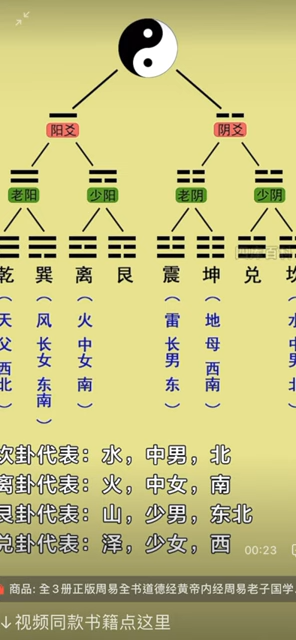 阳爻 阴爻
老阳 少阳 老阴 少阴
乾 巽 离 艮 震 坤 兑 坎
（天 父 西北）
（风 长女 东南）
（火 中女 南）
（雷 长男 东）
（地 母 西南）
（水 中男 北）
坎卦代表：水，中男，北
离卦代表：火，中女，南
艮卦代表：山，少男，东北
兑卦代表：泽，少女，西
00:23
商品：全3册正版周易全书道德经黄帝内经周易老子国学.
↓视频同款书籍点这里